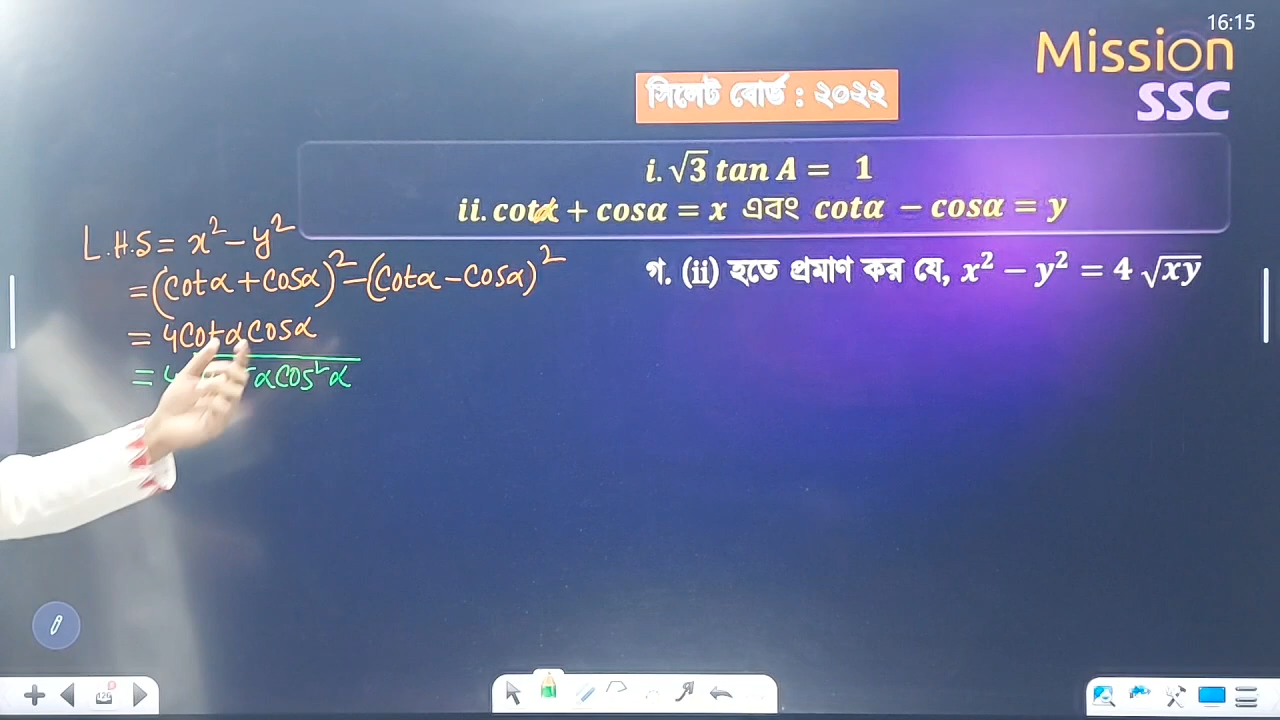 16:15
Mission
SSC
সিলেট বোর্ড : ২০২২
i. √3 tan A = 1
ii. cotα + cosα = x এবং cotα − cosα = y
গ. (ii) হতে প্রমাণ কর যে, x² − y² = 4 √xy
L.H.S = x² − y²
= (cotα + cosα)² − (cotα − cosα)²
= 4cotαcosα
= αcos²α